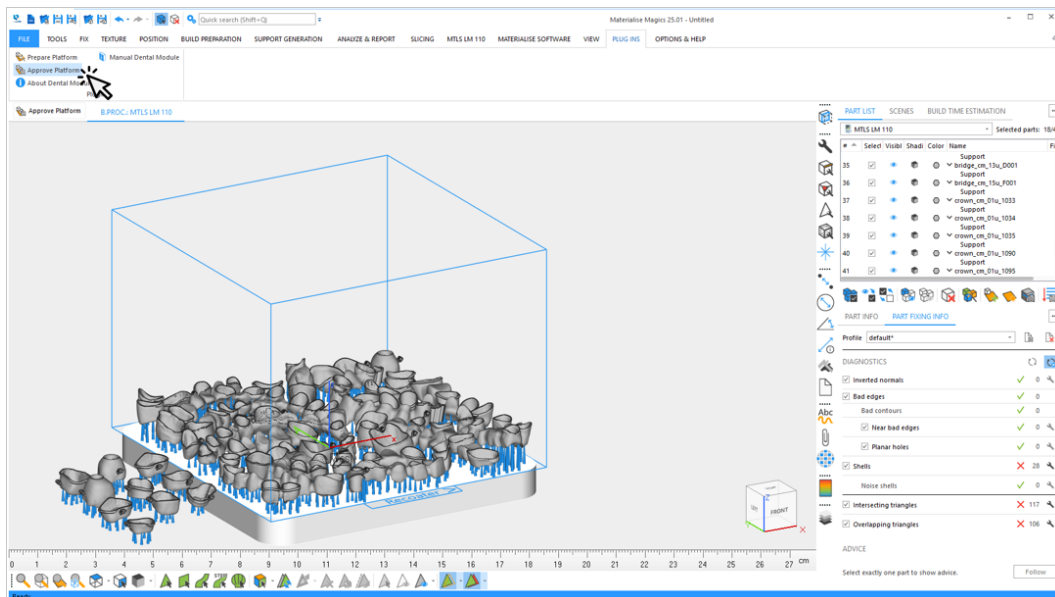 Quick search (Shift+Q)
Materialise Magics 25.01 - Untitled
FILE TOOLS FIX TEXTURE POSITION BUILD PREPARATION SUPPORT GENERATION ANALYZE & REPORT SLICING MTLS LM 110 MATERIALISE SOFTWARE VIEW PLUG INS OPTIONS & HELP
Prepare Platform Manual Dental Module
Approve Platform
About Dental
Approve Platform B.PROC.: MTLS LM 110
PART LIST SCENES BUILD TIME ESTIMATION
MTLS LM 110 Selected parts: 18/4
# Select Visibl Shadi Color Name Fi
Support
35 bridge_cm_13u_D001
Support
36 bridge_cm_15u_F001
Support
37 crown_cm_01u_1033
Support
38 crown_cm_01u_1034
Support
39 crown_cm_01u_1035
Support
40 crown_cm_01u_1090
Support
41 crown_cm_01u_1095
PART INFO PART FIXING INFO
Profile default*
DIAGNOSTICS
Inverted normals 0
Bad edges 0
Bad contours 0
Near bad edges 0
Planar holes 0
Shells 28
Noise shells 0
Intersecting triangles 117
Overlapping triangles 106
ADVICE
Select exactly one part to show advice. Follow
Abc
x
Recoater
Z
FRONT
X
0 1 2 3 4 5 6 7 8 9 10 11 12 13 14 15 16 17 18 19 20 21 22 23 24 25 26 27 cm